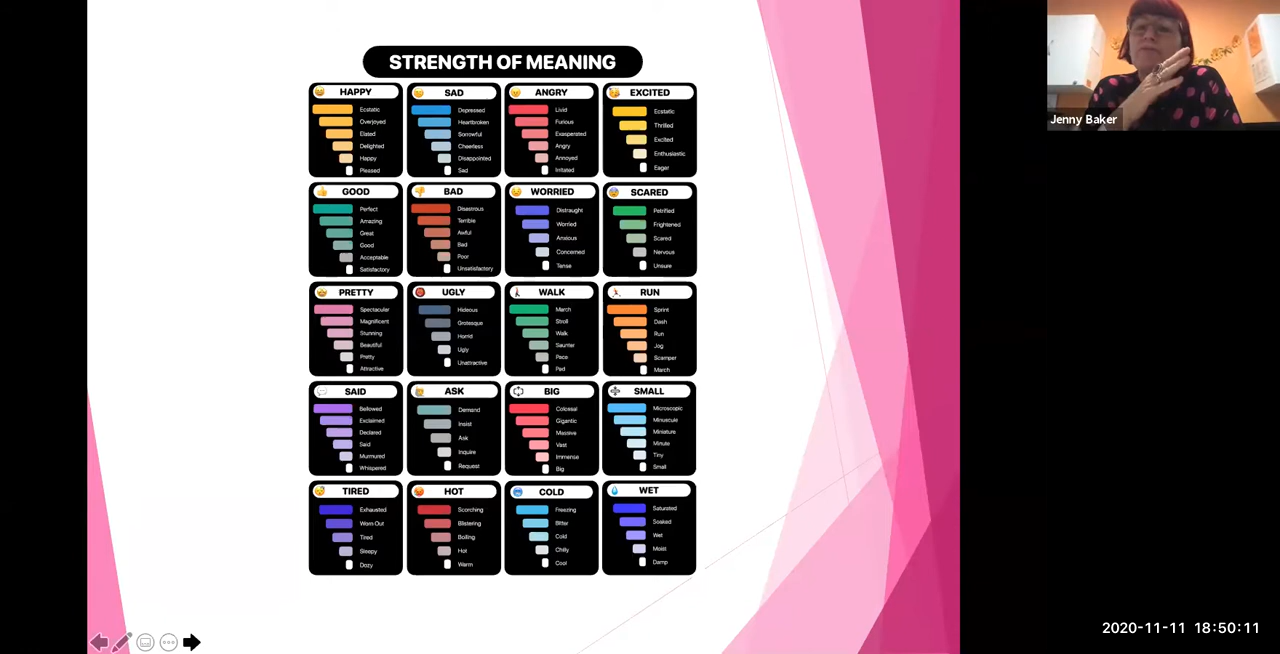 STRENGTH OF MEANING
HAPPY
Ecstatic
Overjoyed
Elated
Delighted
Happy
Pleased
SAD
Depressed
Heartbroken
Sorrowful
Cheerless
Disappointed
Sad
ANGRY
Livid
Furious
Exasperated
Angry
Annoyed
Irritated
EXCITED
Ecstatic
Thrilled
Excited
Enthusiastic
Eager
GOOD
Perfect
Amazing
Great
Good
Acceptable
Satisfactory
BAD
Disastrous
Terrible
Awful
Bad
Poor
Unsatisfactory
WORRIED
Distraught
Worried
Anxious
Concerned
Tense
SCARED
Petrified
Frightened
Scared
Nervous
Unsure
PRETTY
Spectacular
Magnificent
Stunning
Beautiful
Pretty
Attractive
UGLY
Hideous
Grotesque
Horrid
Ugly
Unattractive
WALK
March
Stroll
Walk
Saunter
Pace
Pad
RUN
Sprint
Dash
Run
Jog
Scamper
March
SAID
Bellowed
Exclaimed
Declared
Said
Murmured
Whispered
ASK
Demand
Insist
Ask
Inquire
Request
BIG
Colossal
Gigantic
Massive
Vast
Immense
Big
SMALL
Microscopic
Minuscule
Miniature
Minute
Tiny
Small
TIRED
Exhausted
Worn Out
Tired
Sleepy
Dozy
HOT
Scorching
Blistering
Boiling
Hot
Warm
COLD
Freezing
Bitter
Cold
Chilly
Cool
WET
Saturated
Soaked
Wet
Moist
Damp
Jenny Baker
2020-11-11 18:50:11